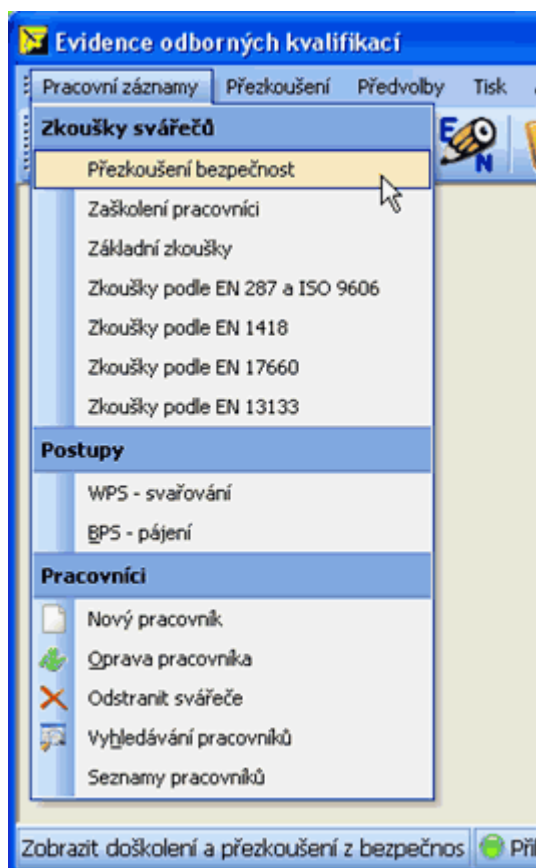 Evidence odborných kvalifikací
Pracovní záznamy Přezkoušení Předvolby Tisk
Zkoušky svářečů
E N
Přezkoušení bezpečnost
Zaškolení pracovníci
Základní zkoušky
Zkoušky podle EN 287 a ISO 9606
Zkoušky podle EN 1418
Zkoušky podle EN 17660
Zkoušky podle EN 13133
Postupy
WPS - svařování
BPS - pájení
Pracovníci
Nový pracovník
Oprava pracovníka
Odstranit svářeče
Vyhledávání pracovníků
Seznamy pracovníků
Zobrazit doškolení a přezkoušení z bezpečnos